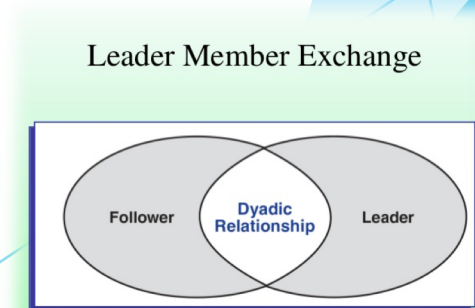 Leader Member Exchange
Follower
Dyadic
Relationship
Leader